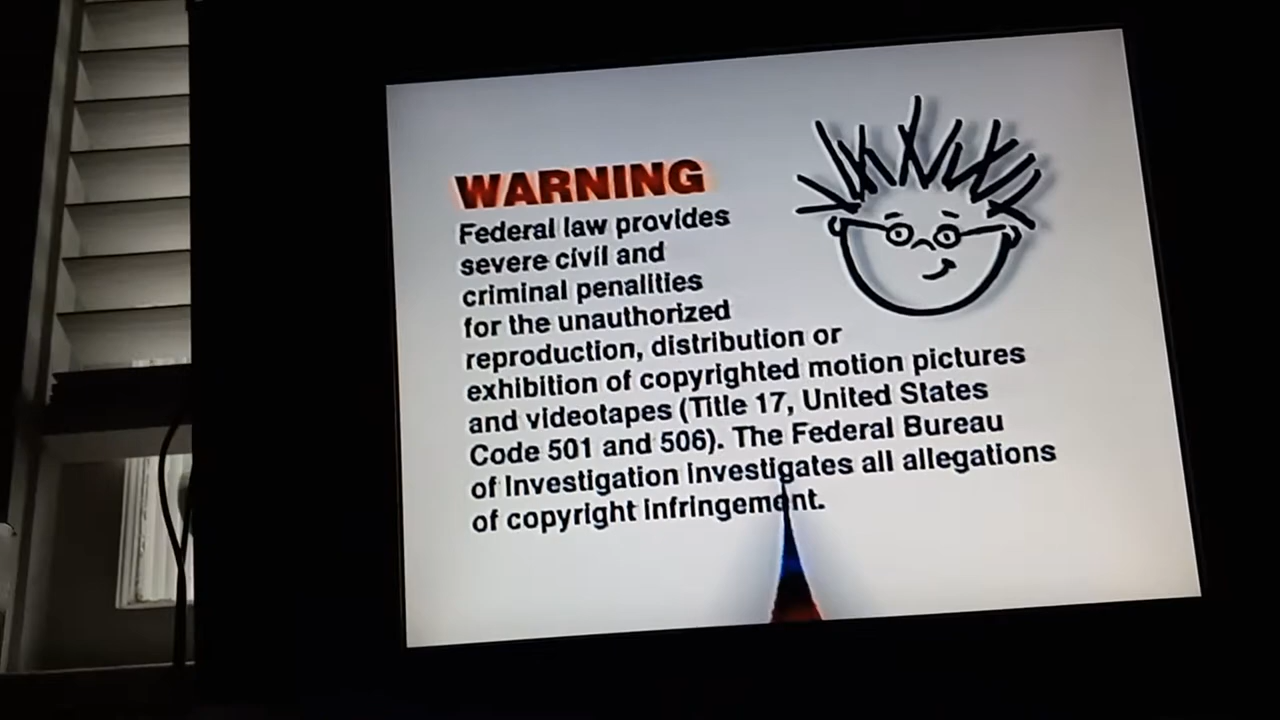 WARNING
Federal law provides
severe civil and
criminal penalities
for the unauthorized
reproduction, distribution or
exhibition of copyrighted motion pictures
and videotapes (Title 17, United States
Code 501 and 506). The Federal Bureau
of Investigation investigates all allegations
of copyright infringement.